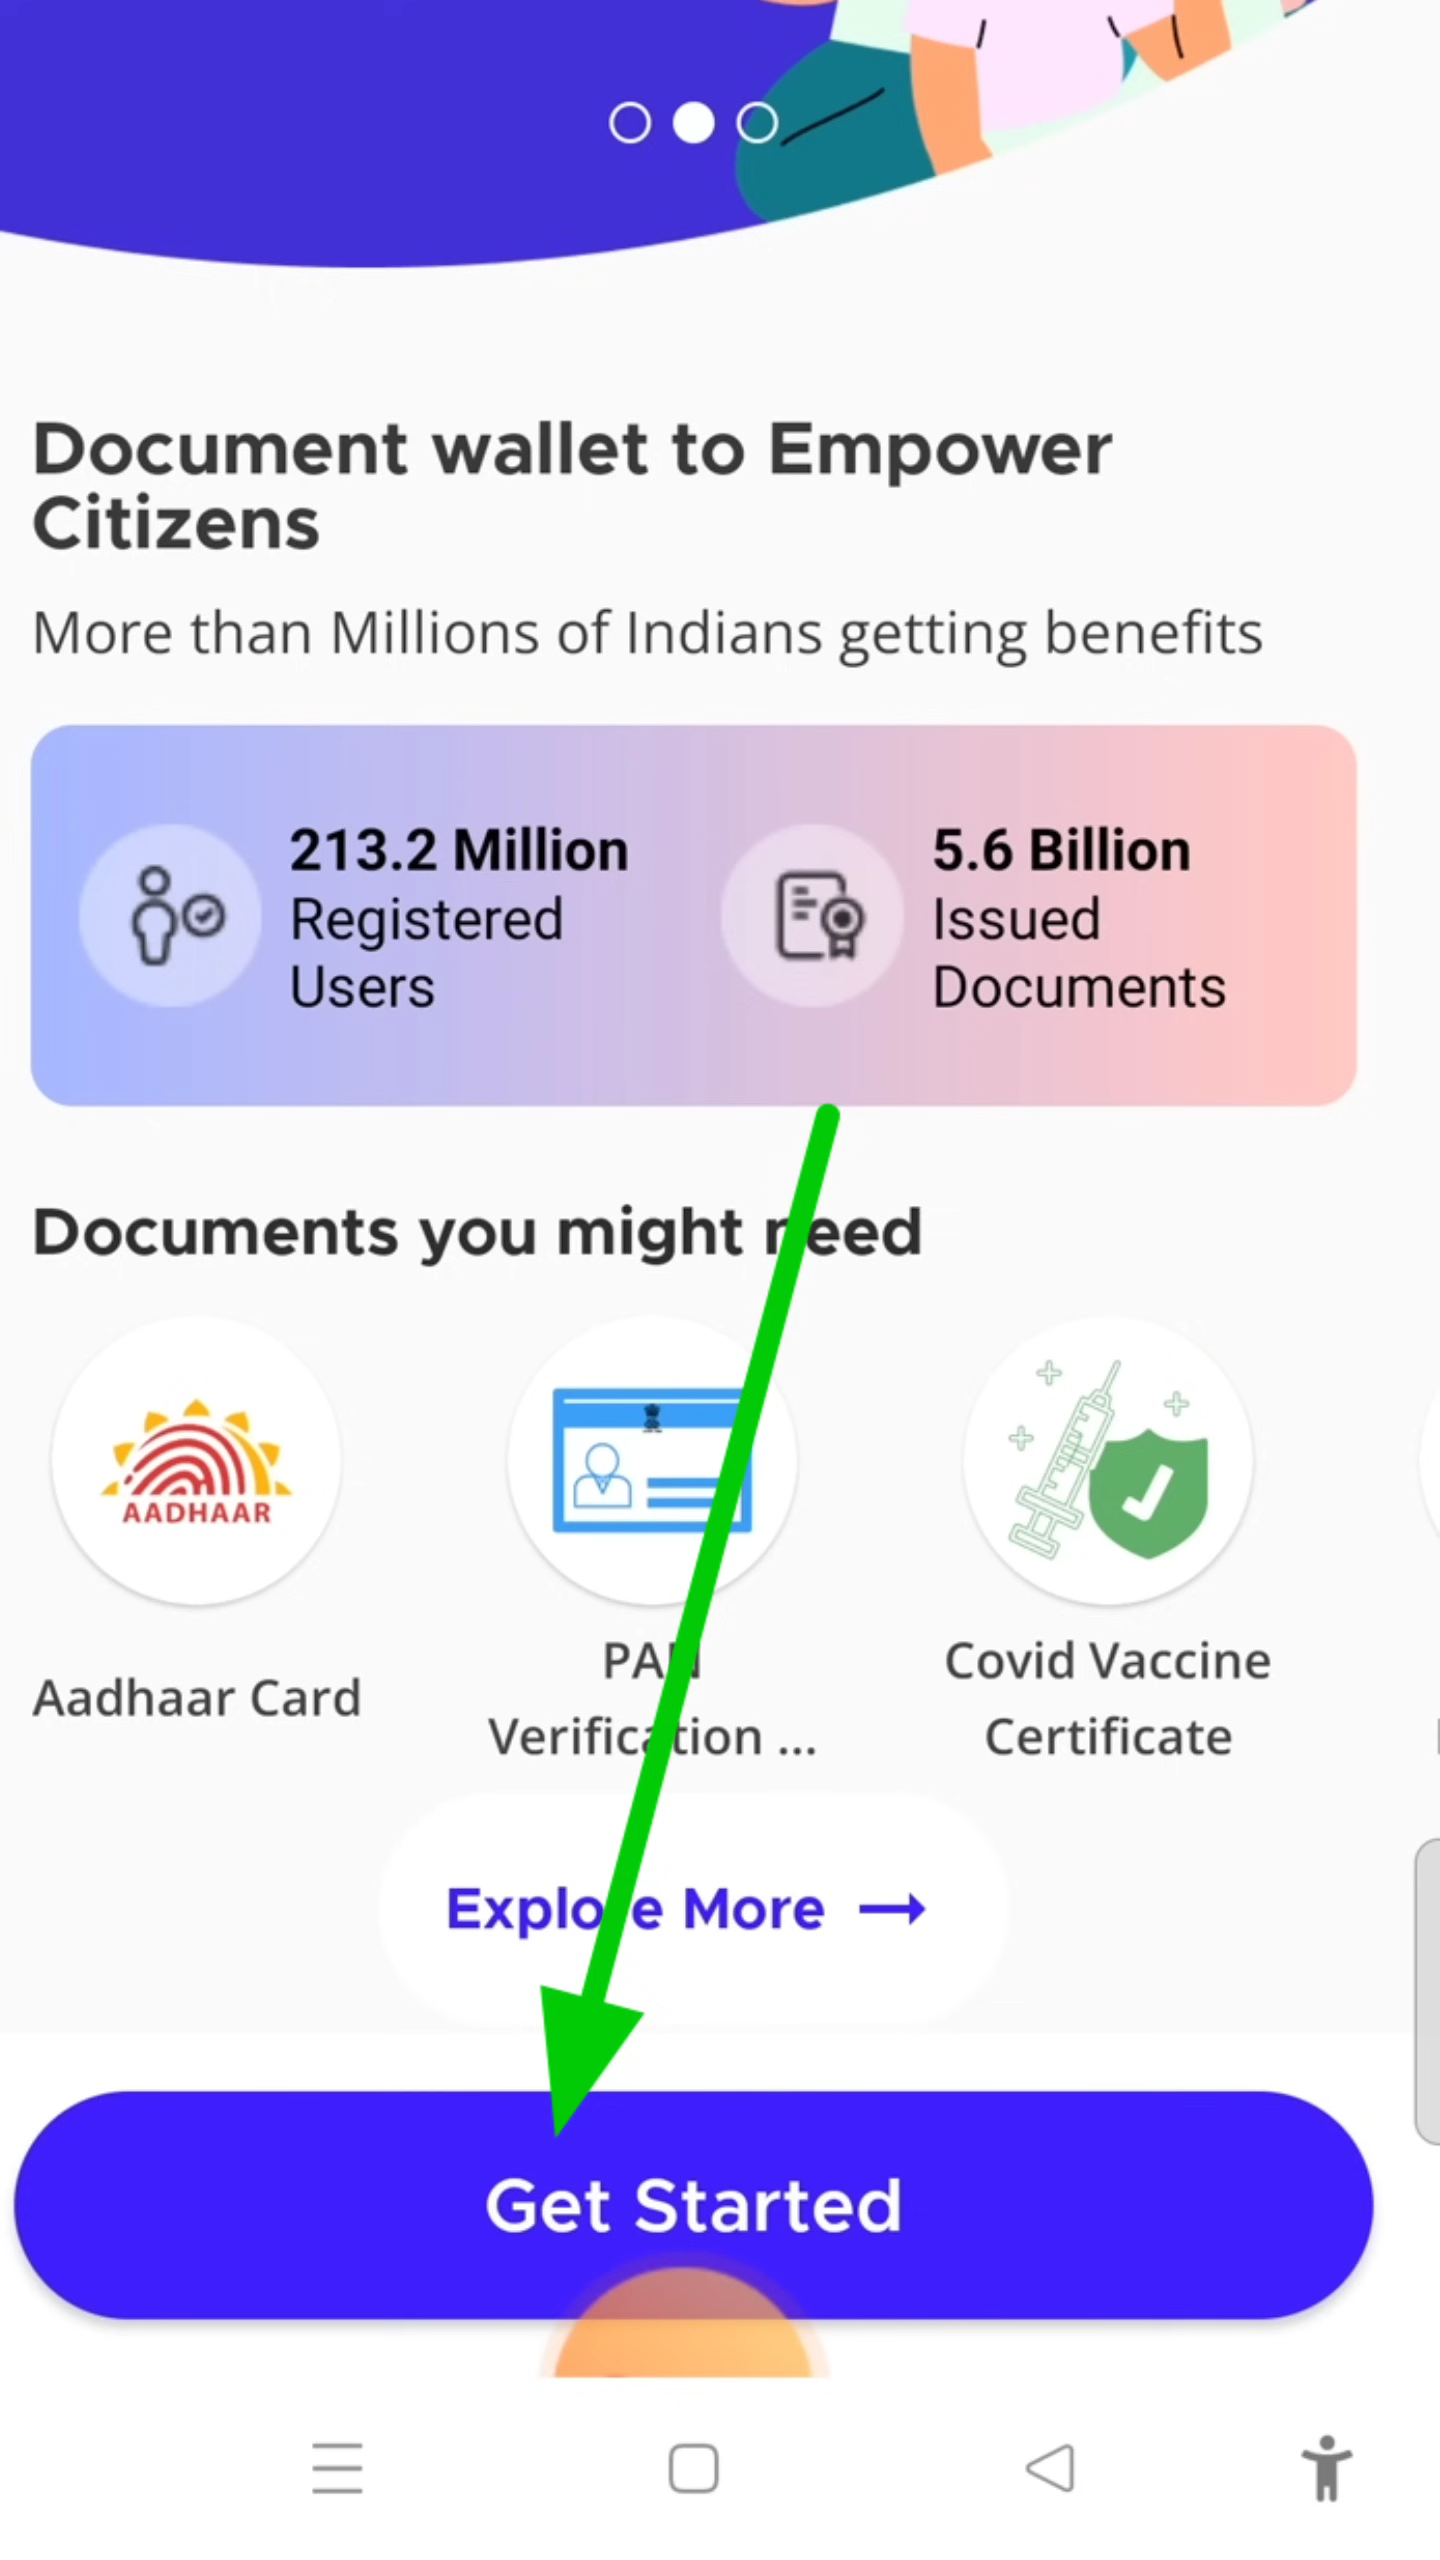 Document wallet to Empower
Citizens
More than Millions of Indians getting benefits
213.2 Million
Registered
Users
5.6 Billion
Issued
Documents
Documents you might need
AADHAAR
Aadhaar Card
PAN
Verification ...
Covid Vaccine
Certificate
Explore More
Get Started